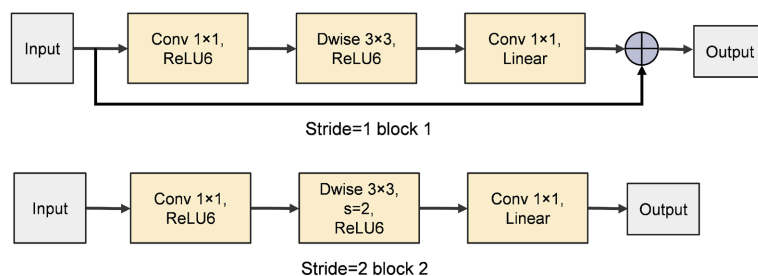 Input
Conv 1×1,
ReLU6
Dwise 3×3,
ReLU6
Conv 1×1,
Linear
Output
Stride=1 block 1
Input
Conv 1×1,
ReLU6
Dwise 3×3,
s=2,
ReLU6
Conv 1×1,
Linear
Output
Stride=2 block 2